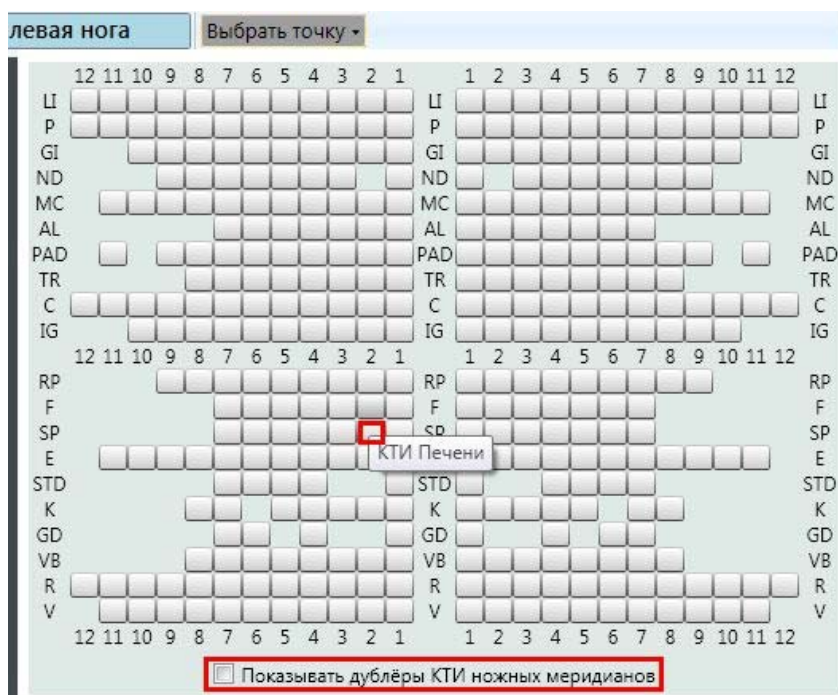 левая нога Выбрать точку
12 11 10 9 8 7 6 5 4 3 2 1 1 2 3 4 5 6 7 8 9 10 11 12
LI LI LI
P P P
GI GI GI
ND ND ND
MC MC MC
AL AL AL
PAD PAD PAD
TR TR TR
C C C
IG IG IG
12 11 10 9 8 7 6 5 4 3 2 1 1 2 3 4 5 6 7 8 9 10 11 12
RP RP RP
F F F
SP SP SP
КТИ Печени
E E
STD STD STD
K K K
GD GD GD
VB VB VB
R R R
V V V
12 11 10 9 8 7 6 5 4 3 2 1 1 2 3 4 5 6 7 8 9 10 11 12
Показывать дублёры КТИ ножных меридианов